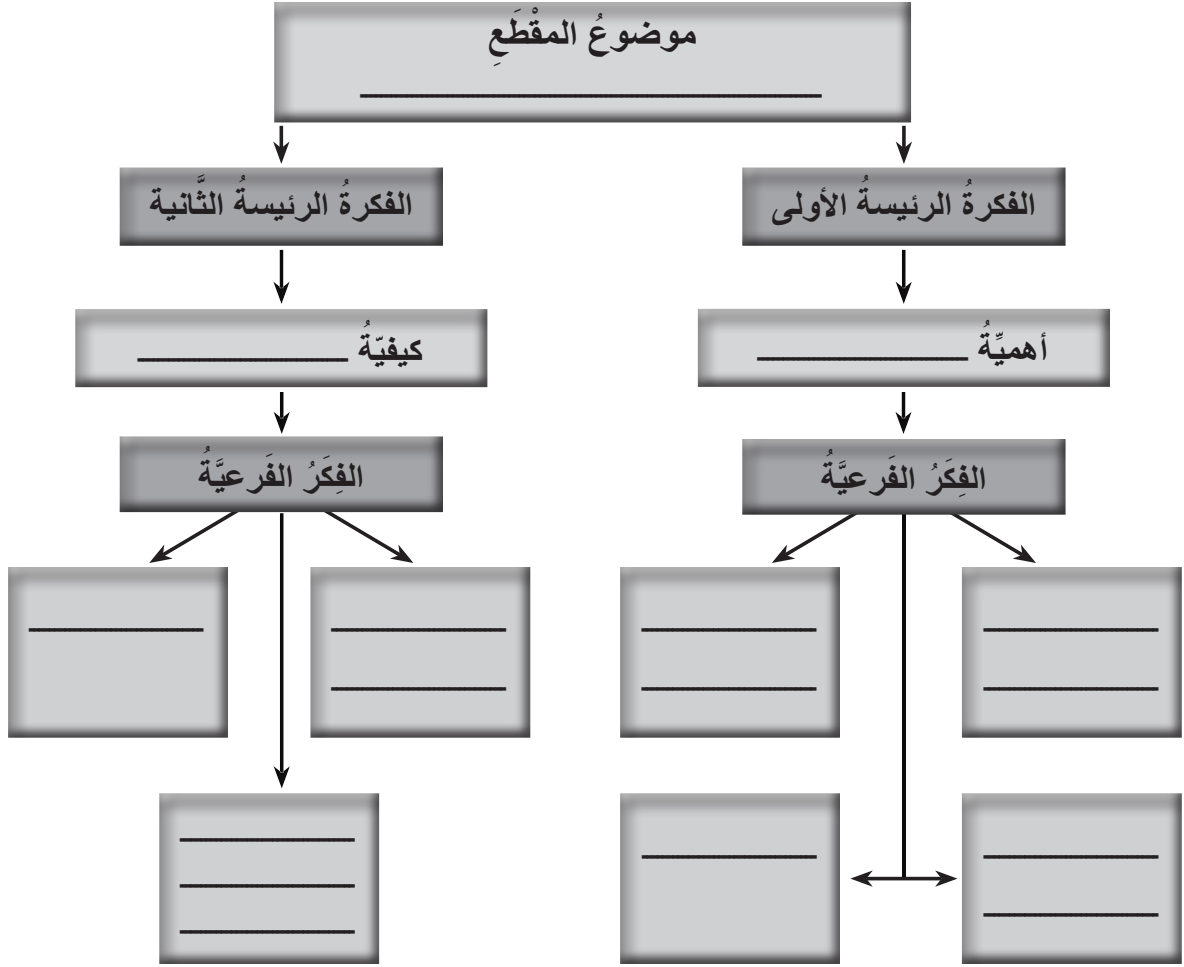 موضوعُ المقْطَعِ
الفكرةُ الرئيسةُ الأولى
الفكرةُ الرئيسةُ الثَّانية
أهميِّةُ
كيفيّةُ
الفِكَرُ الفَرعيَّةُ
الفِكَرُ الفَرعيَّةُ